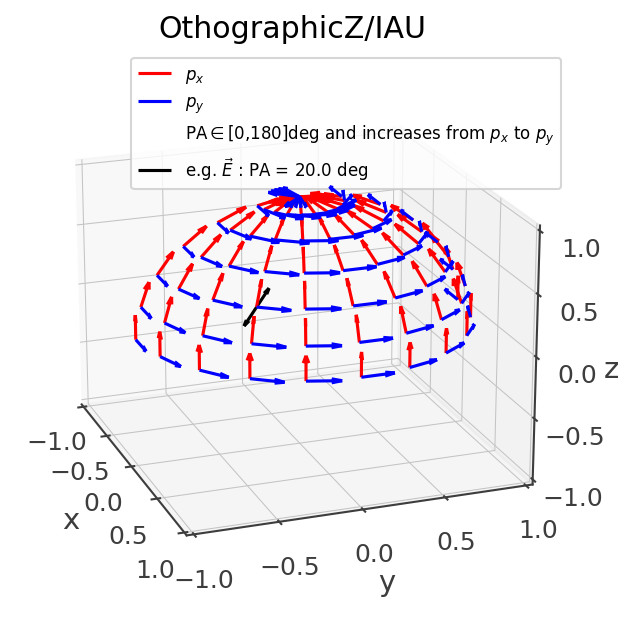 OthographicZ/IAU
p_x
p_y
PA∈[0,180]deg and increases from p_x to p_y
e.g. E⃗ : PA = 20.0 deg
1.0
0.5
0.0 z
−0.5
−1.0
−1.0
−0.5
0.0
0.5
1.0
x
−1.0
−0.5
0.0
0.5
1.0
y